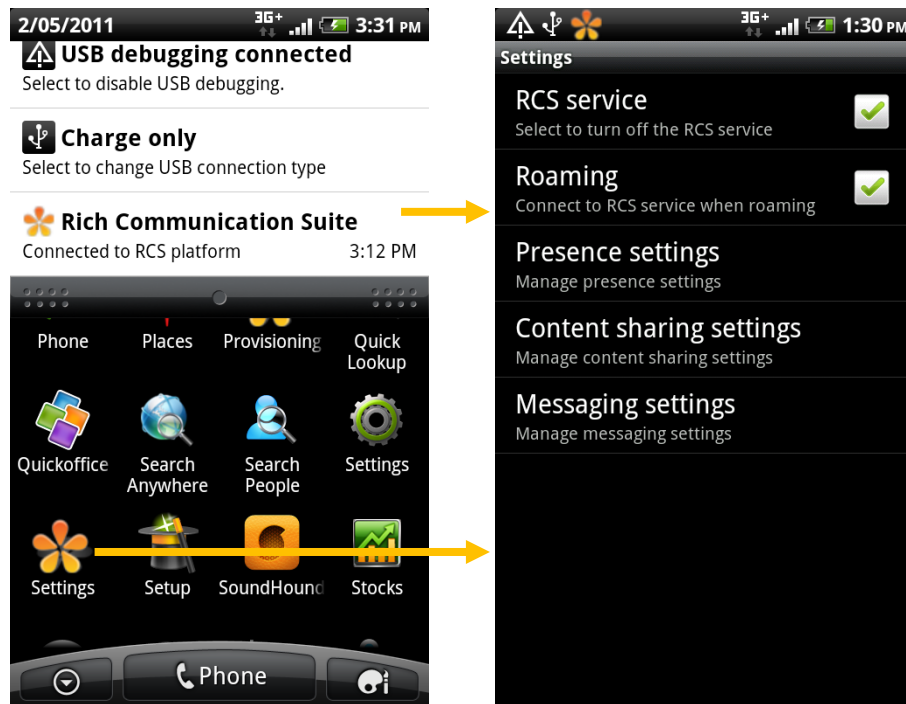 2/05/2011 3G+ 3:31 PM
USB debugging connected
Select to disable USB debugging.
Charge only
Select to change USB connection type
Rich Communication Suite
Connected to RCS platform 3:12 PM
Phone Places Provisioning Quick
Lookup
Quickoffice Search Search Settings
Anywhere People
Settings Setup SoundHound Stocks
Phone
3G+ 1:30 PM
Settings
RCS service
Select to turn off the RCS service
Roaming
Connect to RCS service when roaming
Presence settings
Manage presence settings
Content sharing settings
Manage content sharing settings
Messaging settings
Manage messaging settings